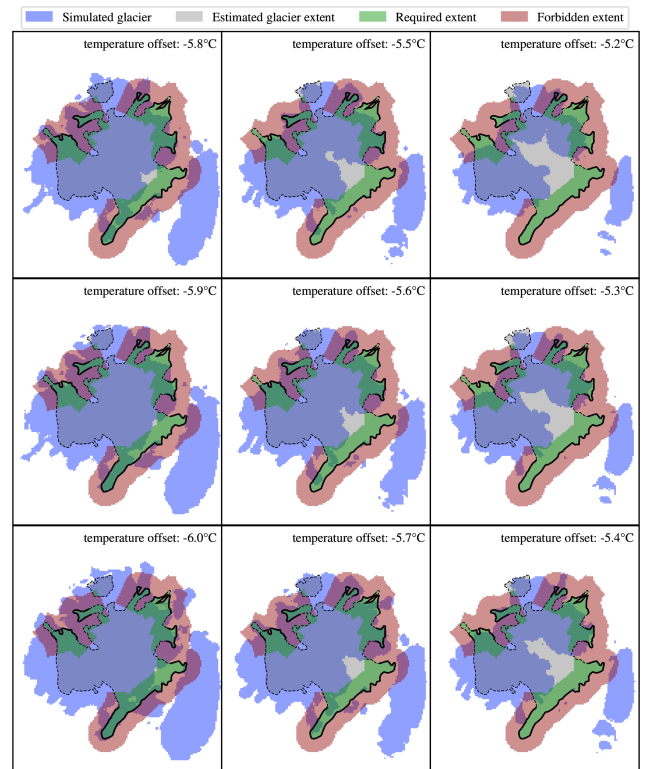 Simulated glacier Estimated glacier extent Required extent Forbidden extent
temperature offset: -5.8°C temperature offset: -5.5°C temperature offset: -5.2°C
temperature offset: -5.9°C temperature offset: -5.6°C temperature offset: -5.3°C
temperature offset: -6.0°C temperature offset: -5.7°C temperature offset: -5.4°C